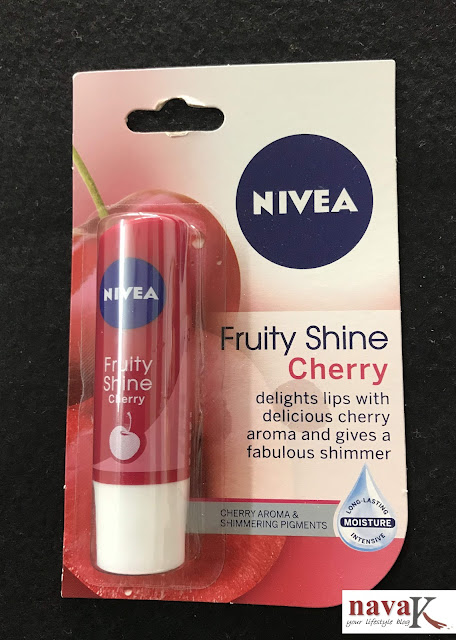 NIVEA
NIVEA
Fruity
Shine
Cherry
Fruity Shine
Cherry
delights lips with
delicious cherry
aroma and gives a
fabulous shimmer
CHERRY AROMA &
SHIMMERING PIGMENTS
LONG-LASTING
MOISTURE
INTENSIVE
navaK
your lifestyle blog